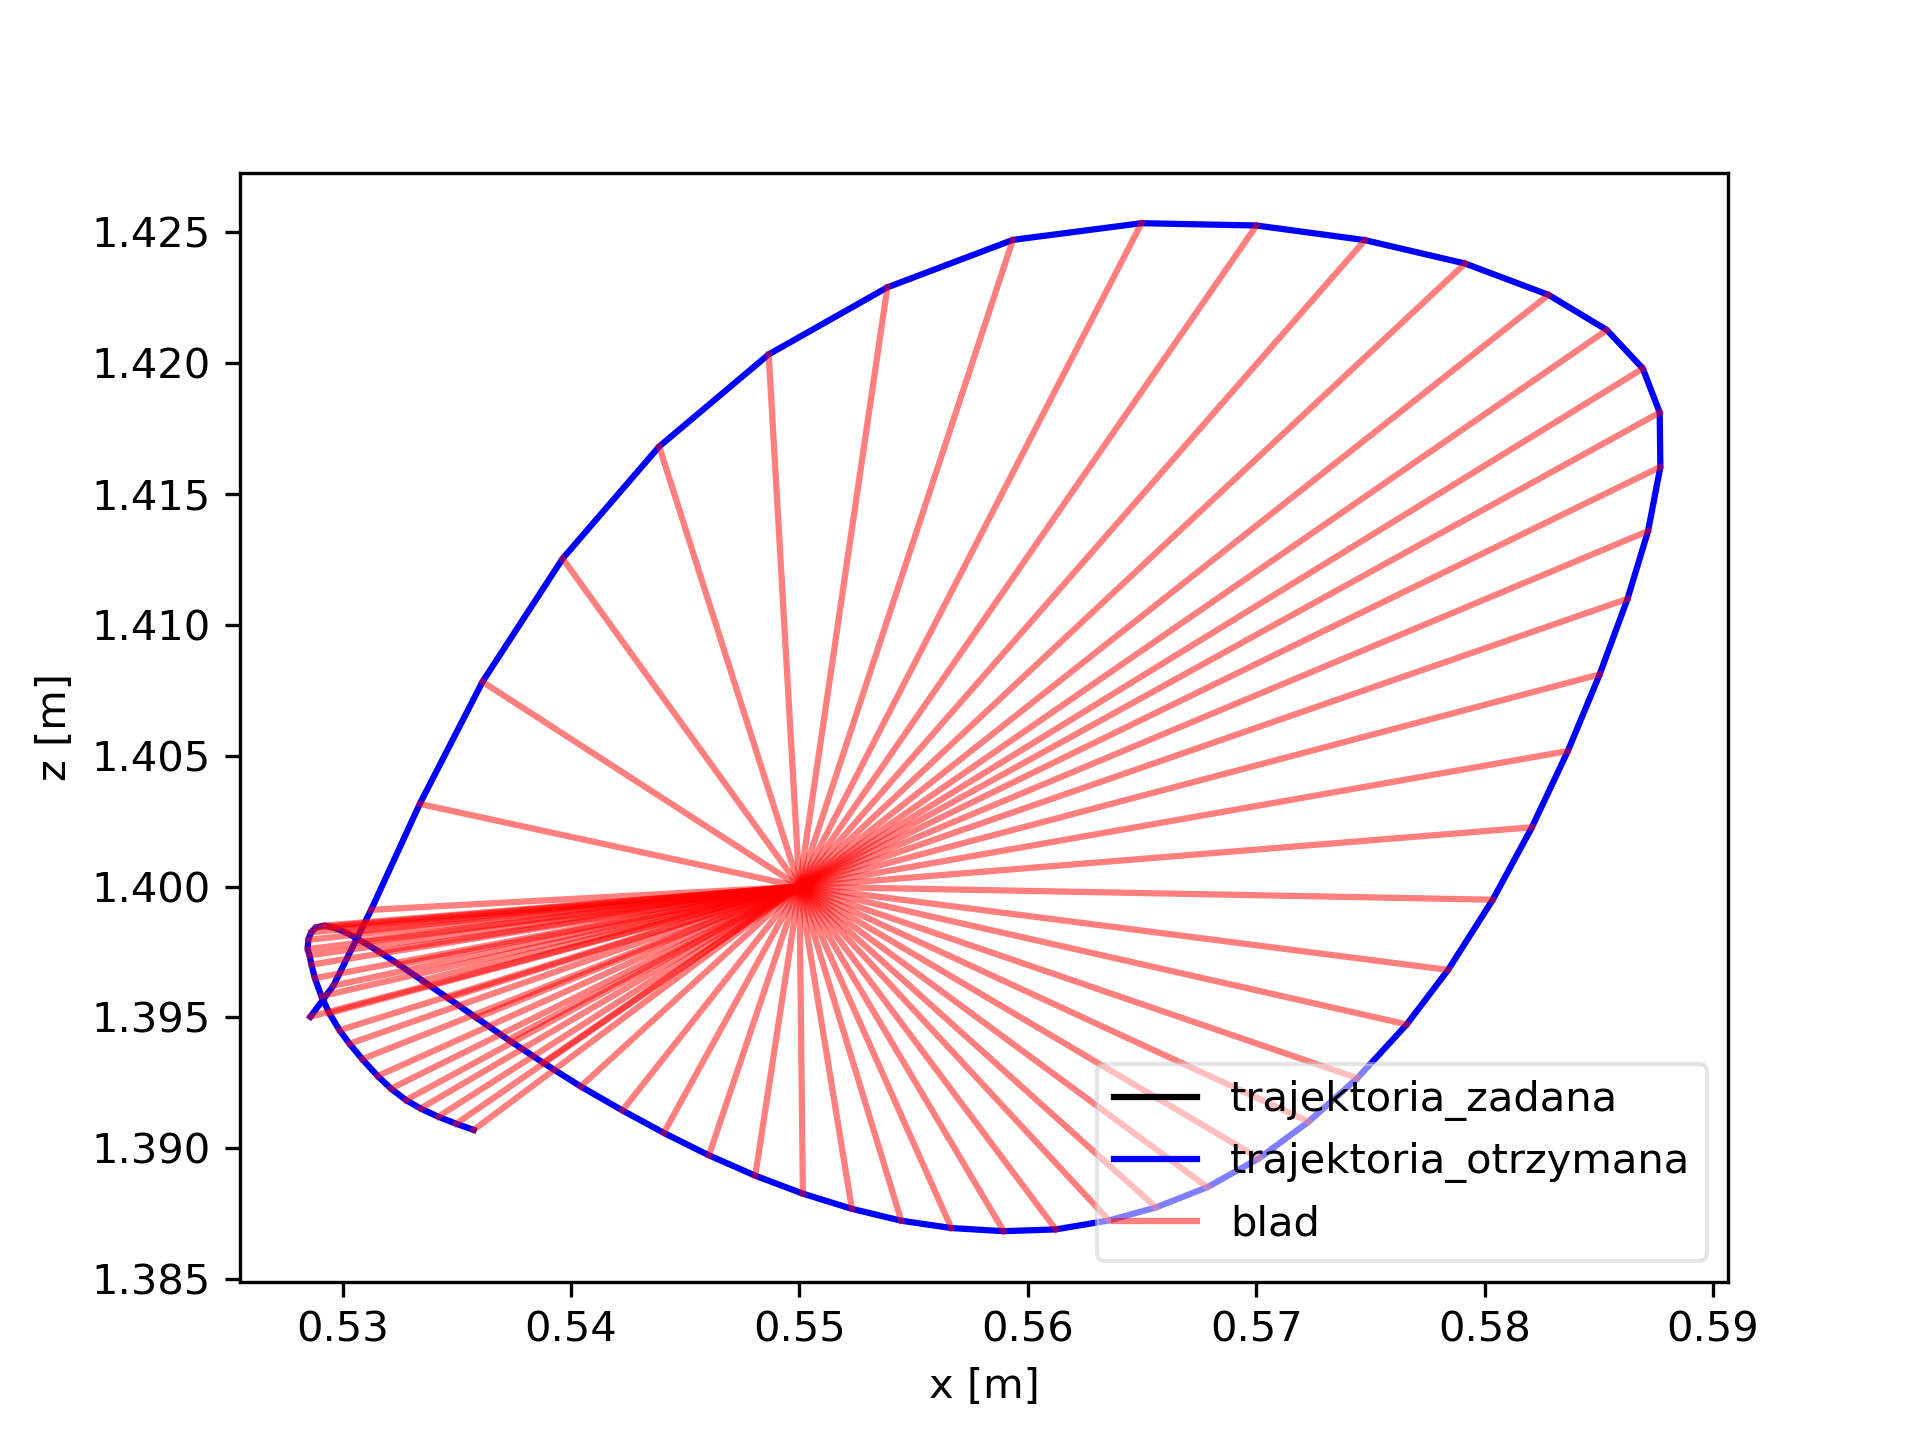 1.425
1.420
1.415
1.410
1.405
1.400
1.395
1.390
1.385
z [m]
trajektoria_zadana
trajektoria_otrzymana
blad
0.53 0.54 0.55 0.56 0.57 0.58 0.59
x [m]